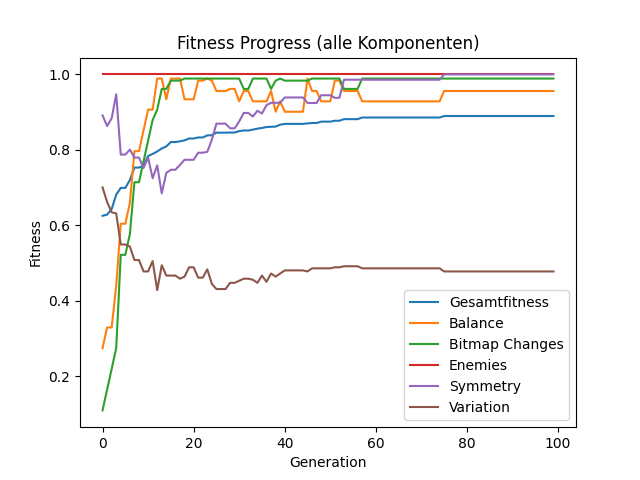 Fitness Progress (alle Komponenten)
Fitness
1.0
0.8
0.6
0.4
0.2
0
20
40
60
80
100
Generation
Gesamtfitness
Balance
Bitmap Changes
Enemies
Symmetry
Variation